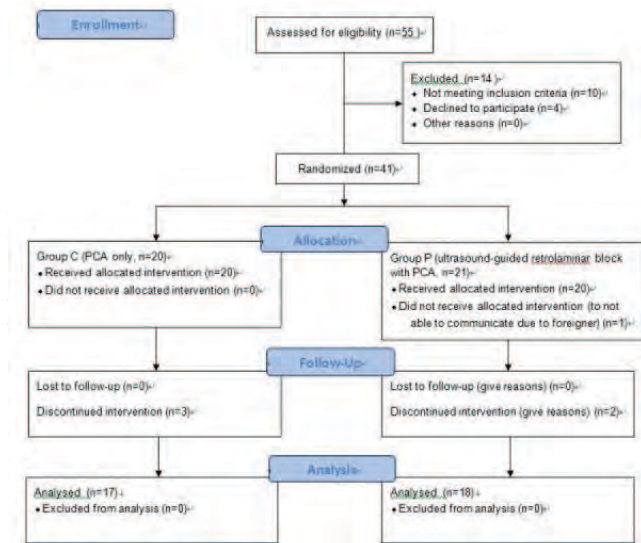 Enrollment
Assessed for eligibility (n=55 )
Excluded (n=14 )
♦ Not meeting inclusion criteria (n=10)
♦ Declined to participate (n=4)
♦ Other reasons (n=0)
Randomized (n=41)
Allocation
Group C (PCA only, n=20)
♦ Received allocated intervention (n=20)
♦ Did not receive allocated intervention (n=0)
Group P (ultrasound-guided retrolaminar block
with PCA, n=21)
♦ Received allocated intervention (n=20)
♦ Did not receive allocated intervention (to not
able to communicate due to foreigner) (n=1)
Follow-Up
Lost to follow-up (n=0)
Discontinued intervention (n=3)
Lost to follow-up (give reasons) (n=0)
Discontinued intervention (give reasons) (n=2)
Analysis
Analysed (n=17)
♦ Excluded from analysis (n=0)
Analysed (n=18)
♦ Excluded from analysis (n=0)